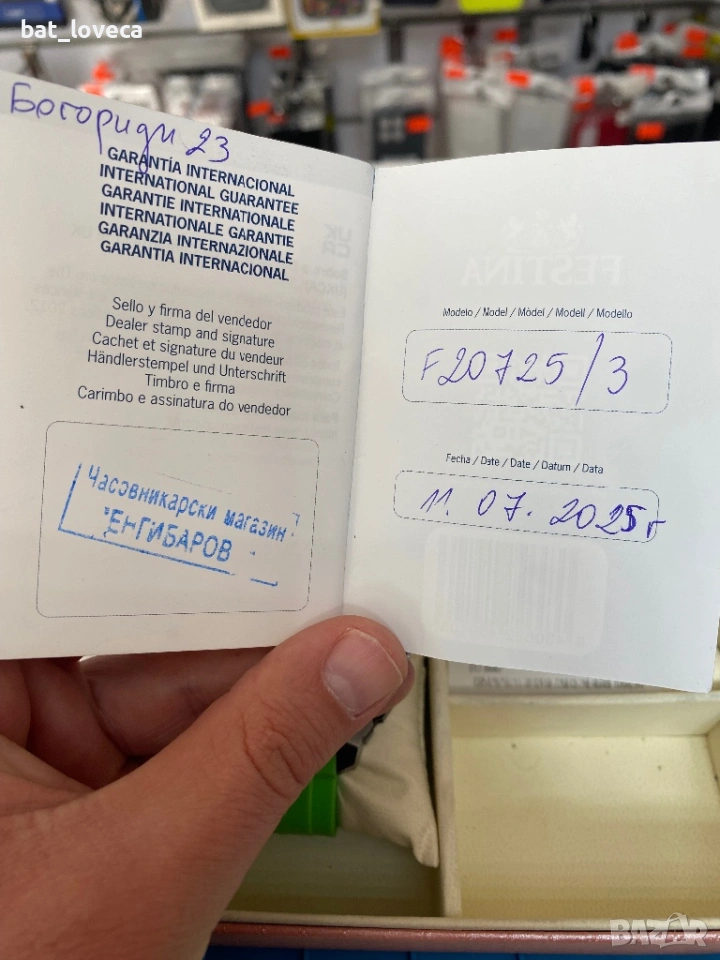 bat_loveca
Богориди 23
GARANTÍA INTERNACIONAL
INTERNATIONAL GUARANTEE
GARANTIE INTERNATIONALE
INTERNATIONALE GARANTIE
GARANZIA INTERNAZIONALE
GARANTIA INTERNACIONAL
Sello y firma del vendedor
Dealer stamp and signature
Cachet et signature du vendeur
Händlerstempel und Unterschrift
Timbro e firma
Carimbo e assinatura do vendedor
Часовникарски магазин
"ЕНГИБАРОВ"
FESTINA
Modelo / Model / Modèl / Modell / Modello
F20725/3
Fecha / Date / Date / Datum / Data
11.07.2025г
BAZAR